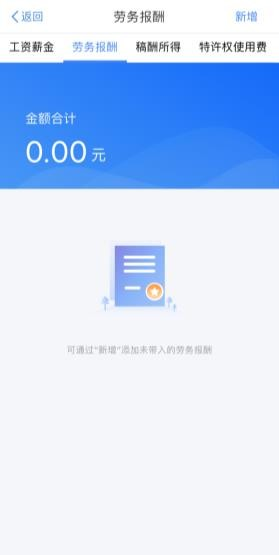 返回 劳务报酬 新增
工资薪金 劳务报酬 稿酬所得 特许权使用费
金额合计
0.00 元
可通过“新增”添加未带入的劳务报酬